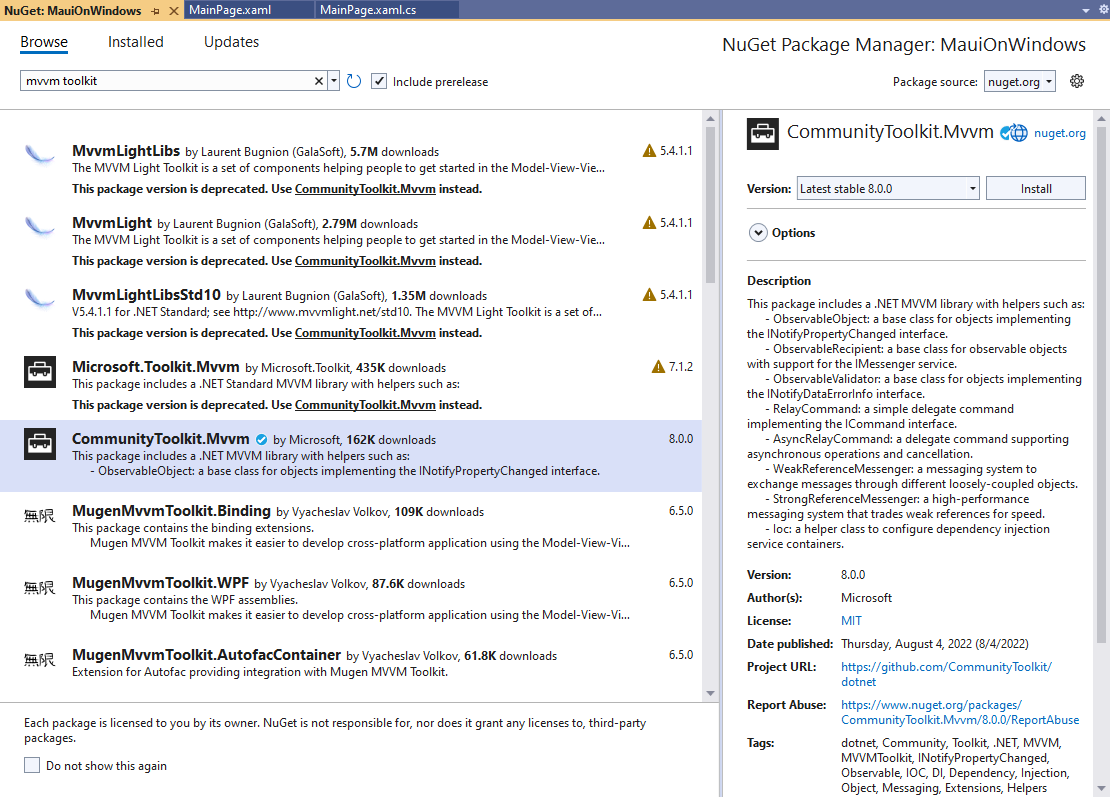 NuGet: MauiOnWindows
MainPage.xaml
MainPage.xaml.cs
Browse
Installed
Updates
NuGet Package Manager: MauiOnWindows
mvvm toolkit
Include prerelease
Package source:
nuget.org
MvvmLightLibs by Laurent Bugnion (GalaSoft), 5.7M downloads
5.4.1.1
The MVVM Light Toolkit is a set of components helping people to get started in the Model-View-Vie...
This package version is deprecated. Use CommunityToolkit.Mvvm instead.
MvvmLight by Laurent Bugnion (GalaSoft), 2.79M downloads
5.4.1.1
The MVVM Light Toolkit is a set of components helping people to get started in the Model-View-Vie...
This package version is deprecated. Use CommunityToolkit.Mvvm instead.
MvvmLightLibsStd10 by Laurent Bugnion (GalaSoft), 1.35M downloads
5.4.1.1
V5.4.1.1 for .NET Standard; see http://www.mvvmlight.net/std10. The MVVM Light Toolkit is a set of...
This package version is deprecated. Use CommunityToolkit.Mvvm instead.
Microsoft.Toolkit.Mvvm by Microsoft.Toolkit, 435K downloads
7.1.2
This package includes a .NET Standard MVVM library with helpers such as:
This package version is deprecated. Use CommunityToolkit.Mvvm instead.
CommunityToolkit.Mvvm by Microsoft, 162K downloads
8.0.0
This package includes a .NET MVVM library with helpers such as:
- ObservableObject: a base class for objects implementing the INotifyPropertyChanged interface.
無限
MugenMvvmToolkit.Binding by Vyacheslav Volkov, 109K downloads
6.5.0
This package contains the binding extensions.
Mugen MVVM Toolkit makes it easier to develop cross-platform application using the Model-View-Vi...
無限
MugenMvvmToolkit.WPF by Vyacheslav Volkov, 87.6K downloads
6.5.0
This package contains the WPF assemblies.
Mugen MVVM Toolkit makes it easier to develop cross-platform application using the Model-View-Vi...
無限
MugenMvvmToolkit.AutofacContainer by Vyacheslav Volkov, 61.8K downloads
6.5.0
Extension for Autofac providing integration with Mugen MVVM Toolkit.
Each package is licensed to you by its owner. NuGet is not responsible for, nor does it grant any licenses to, third-party
packages.
Do not show this again
CommunityToolkit.Mvvm
nuget.org
Version:
Latest stable 8.0.0
Install
Options
Description
This package includes a .NET MVVM library with helpers such as:
- ObservableObject: a base class for objects implementing
the INotifyPropertyChanged interface.
- ObservableRecipient: a base class for observable objects
with support for the IMessenger service.
- ObservableValidator: a base class for objects implementing
the INotifyDataErrorInfo interface.
- RelayCommand: a simple delegate command
implementing the ICommand interface.
- AsyncRelayCommand: a delegate command supporting
asynchronous operations and cancellation.
- WeakReferenceMessenger: a messaging system to
exchange messages through different loosely-coupled objects.
- StrongReferenceMessenger: a high-performance
messaging system that trades weak references for speed.
- Ioc: a helper class to configure dependency injection
service containers.
Version: 8.0.0
Author(s): Microsoft
License: MIT
Date published: Thursday, August 4, 2022 (8/4/2022)
Project URL: https://github.com/CommunityToolkit/
dotnet
Report Abuse: https://www.nuget.org/packages/
CommunityToolkit.Mvvm/8.0.0/ReportAbuse
Tags: dotnet, Community, Toolkit, .NET, MVVM,
MVVMToolkit, INotifyPropertyChanged,
Observable, IOC, DI, Dependency, Injection,
Object, Messaging, Extensions, Helpers